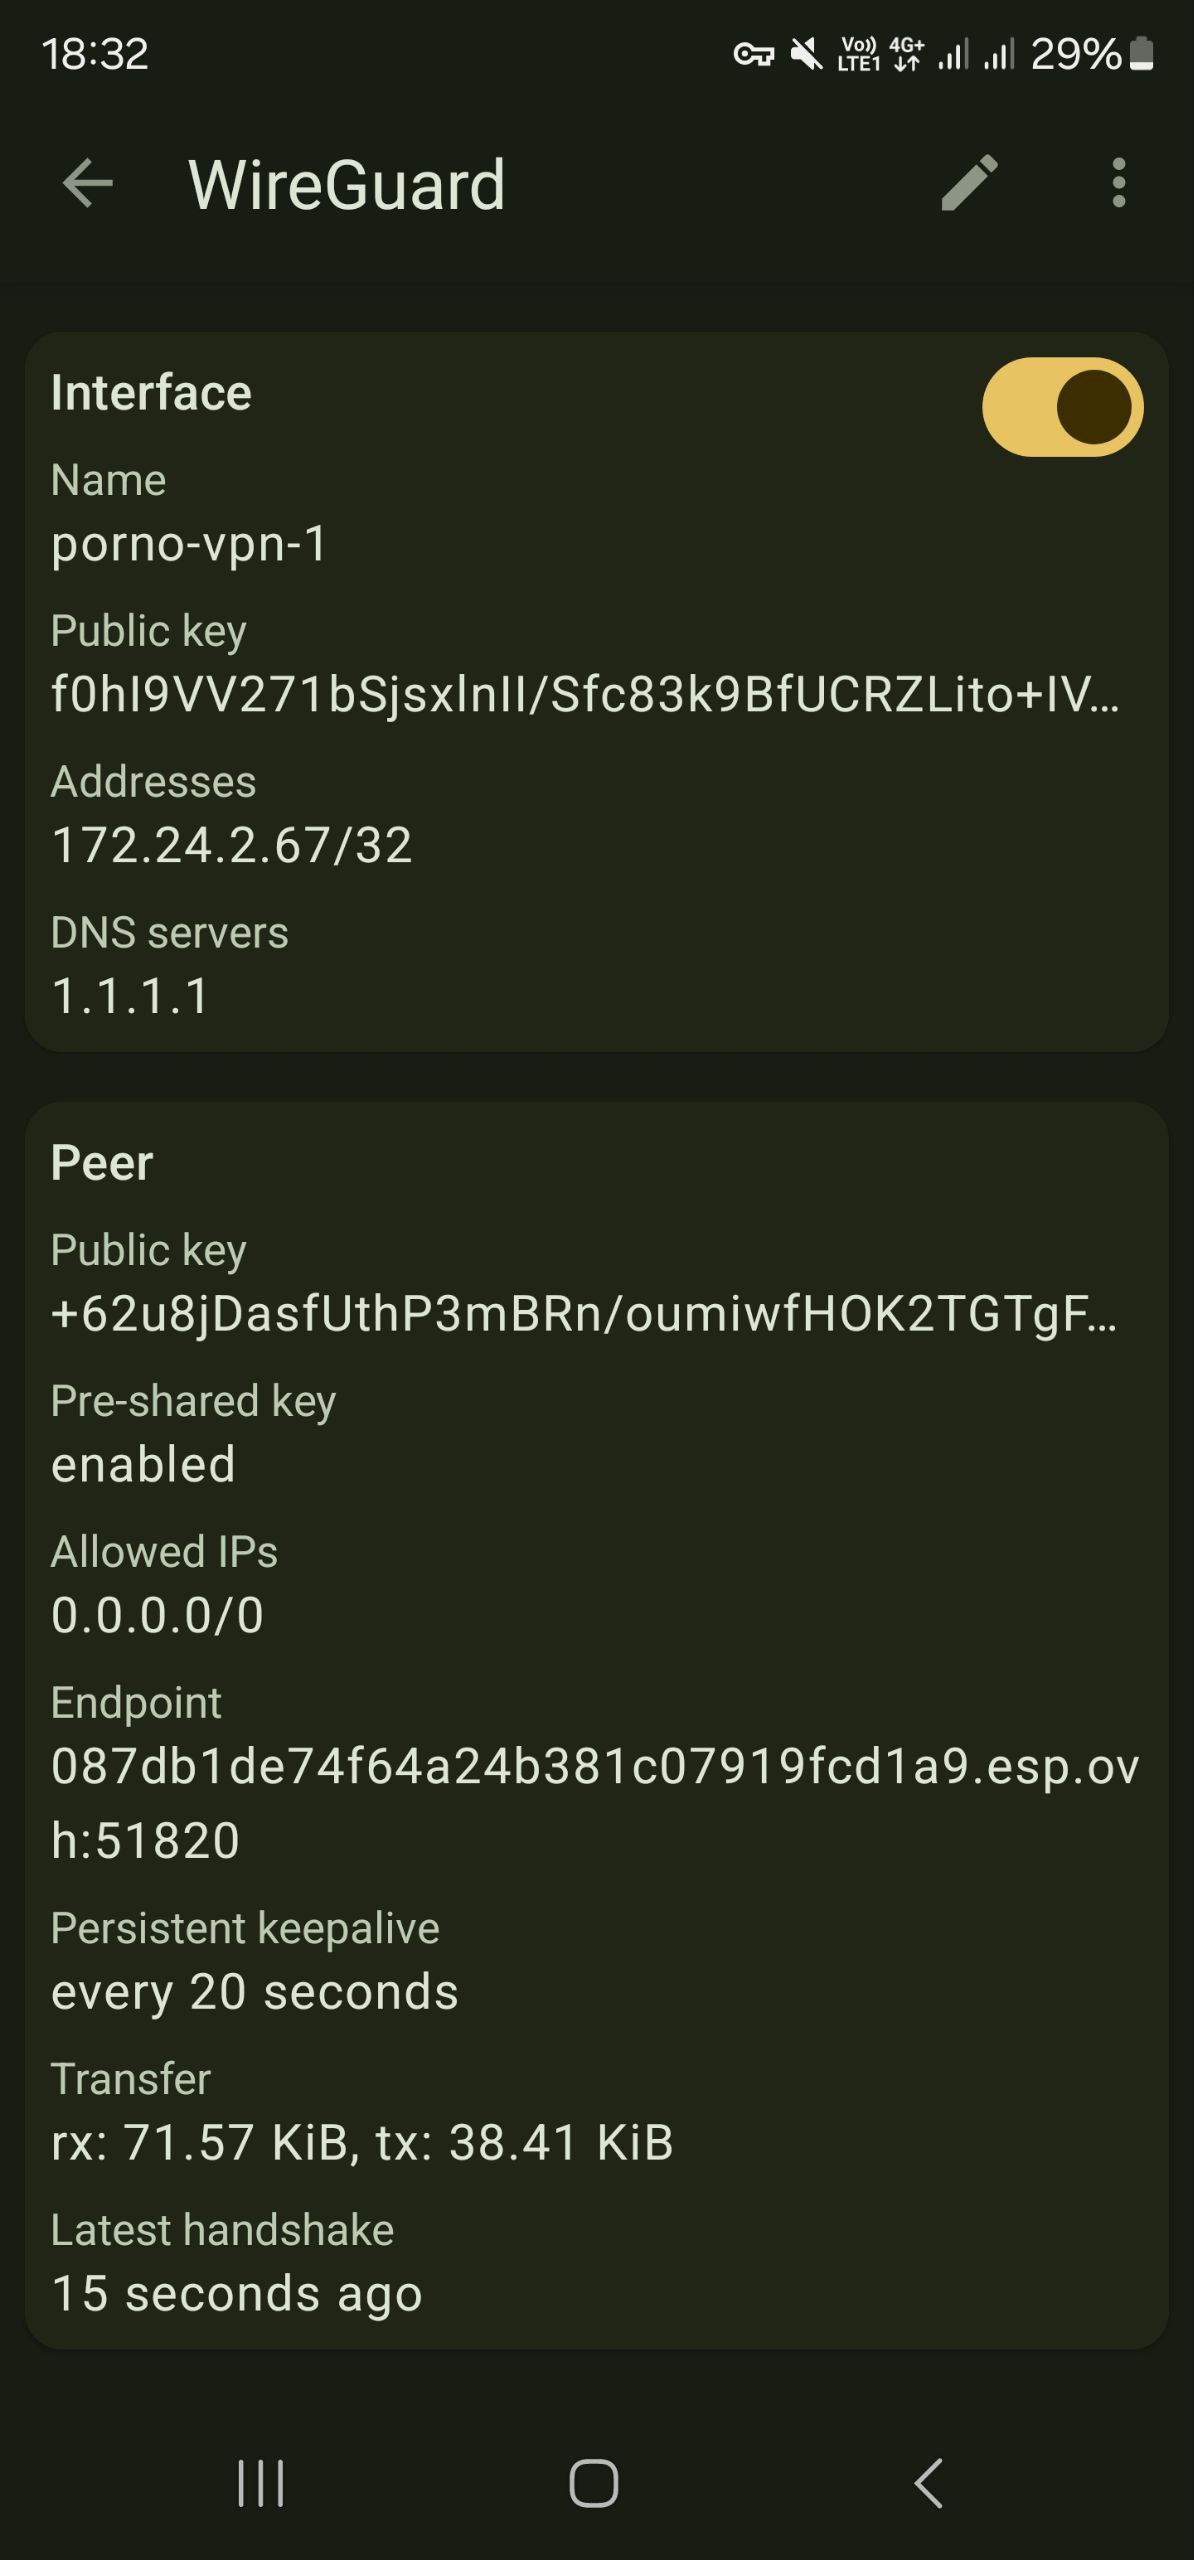 18:32
Vo))
LTE1
4G+
29%
WireGuard
Interface
Name
porno-vpn-1
Public key
f0hI9VV271bSjsxlnII/Sfc83k9BfUCRZLito+IV…
Addresses
172.24.2.67/32
DNS servers
1.1.1.1
Peer
Public key
+62u8jDasfUthP3mBRn/oumiwfHOK2TGTgF…
Pre-shared key
enabled
Allowed IPs
0.0.0.0/0
Endpoint
087db1de74f64a24b381c07919fcd1a9.esp.ov
h:51820
Persistent keepalive
every 20 seconds
Transfer
rx: 71.57 KiB, tx: 38.41 KiB
Latest handshake
15 seconds ago